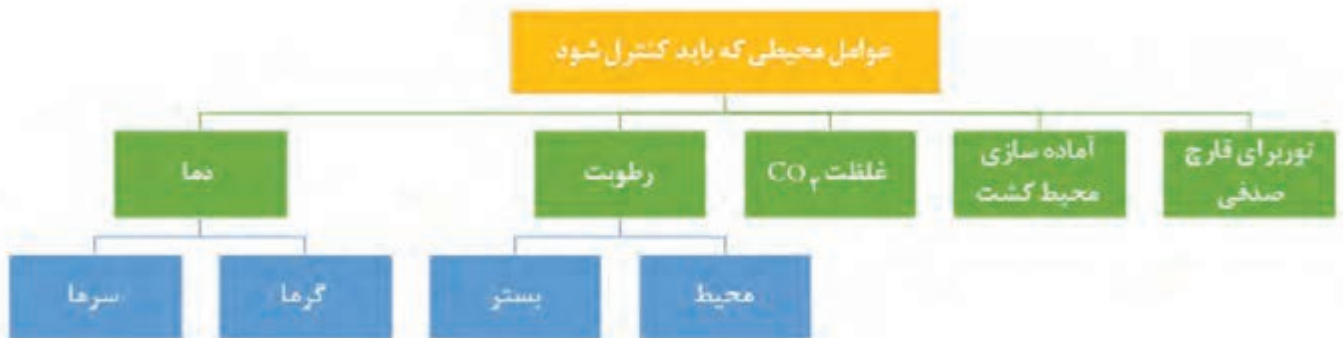 عوامل محیطی که باید کنترل شود
نوربرای قارچ
صدفی
آماده سازی
محیط کشت
غلظت CO۲
رطوبت
دما
محیط
بستر
گرما
سرما